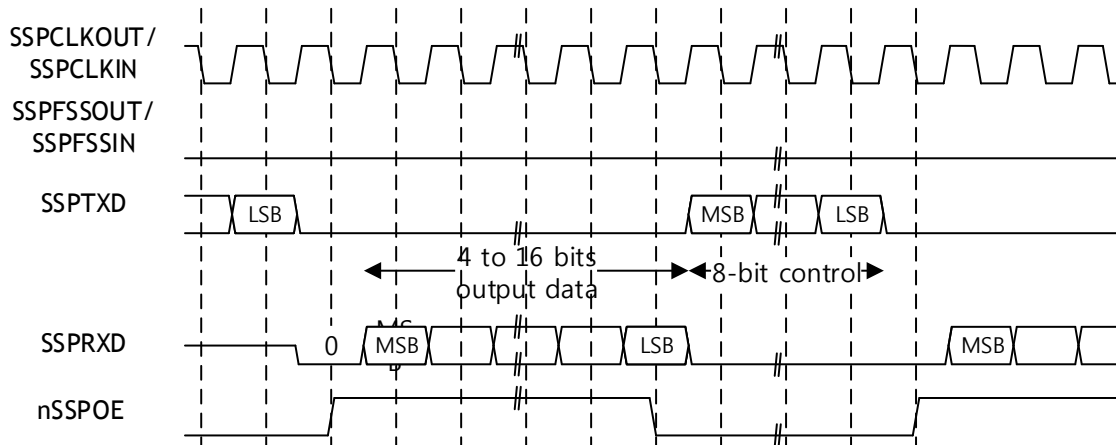 SSPCLKOUT/
SSPCLKIN
SSPFSSOUT/
SSPFSSIN
SSPTXD
LSB
MSB
LSB
4 to 16 bits
output data
8-bit control
SSPRXD
0
MSB
MSB
LSB
MSB
nSSPOE